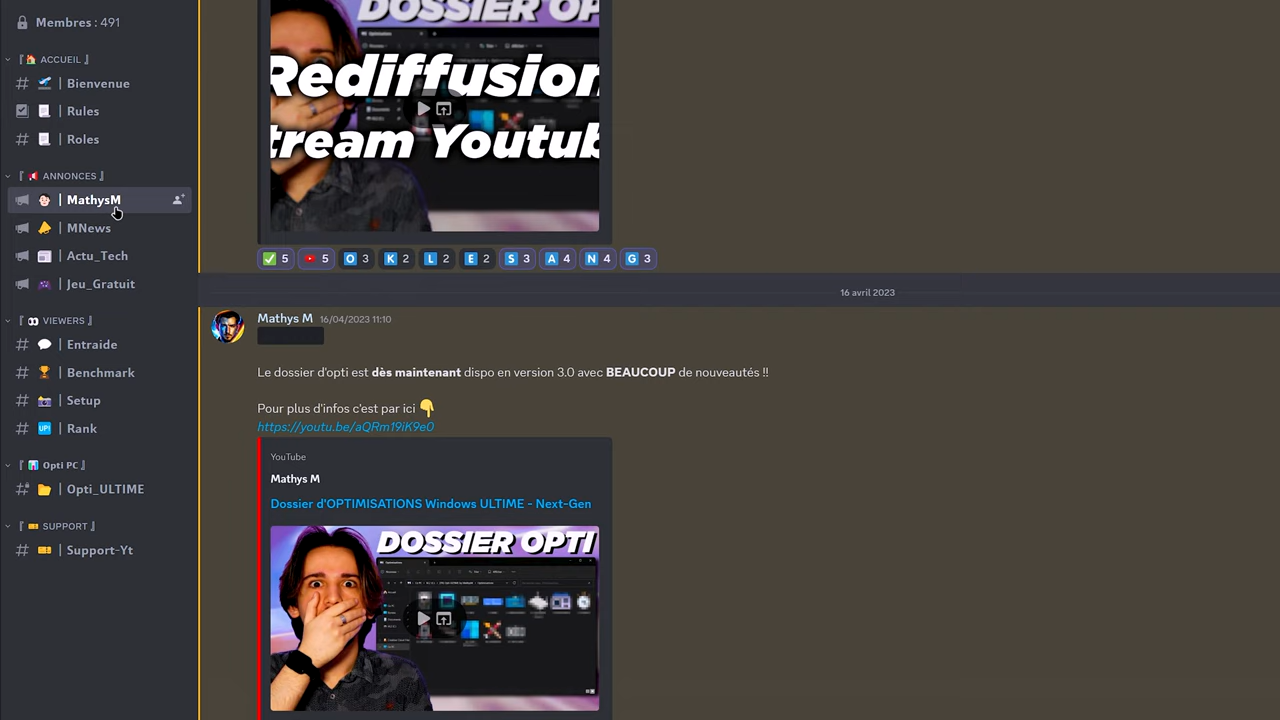 Membres : 491
『🏠 ACCUEIL 』
| Bienvenue
| Rules
| Roles
『📢 ANNONCES 』
| MathysM
| MNews
| Actu_Tech
| Jeu_Gratuit
『👀 VIEWERS 』
| Entraide
| Benchmark
| Setup
| Rank
『📊 Opti PC 』
| Opti_ULTIME
『🎫 SUPPORT 』
| Support-Yt
DOSSIER OP
Rediffusion
tream Youtub
✅ 5 5 O 3 K 2 L 2 E 2 S 3 A 4 N 4 G 3
16 avril 2023
Mathys M 16/04/2023 11:10
Le dossier d'opti est dès maintenant dispo en version 3.0 avec BEAUCOUP de nouveautés !!
Pour plus d'infos c'est par ici 👇
https://youtu.be/aQRm19iK9e0
YouTube
Mathys M
Dossier d'OPTIMISATIONS Windows ULTIME - Next-Gen
DOSSIER OPTI